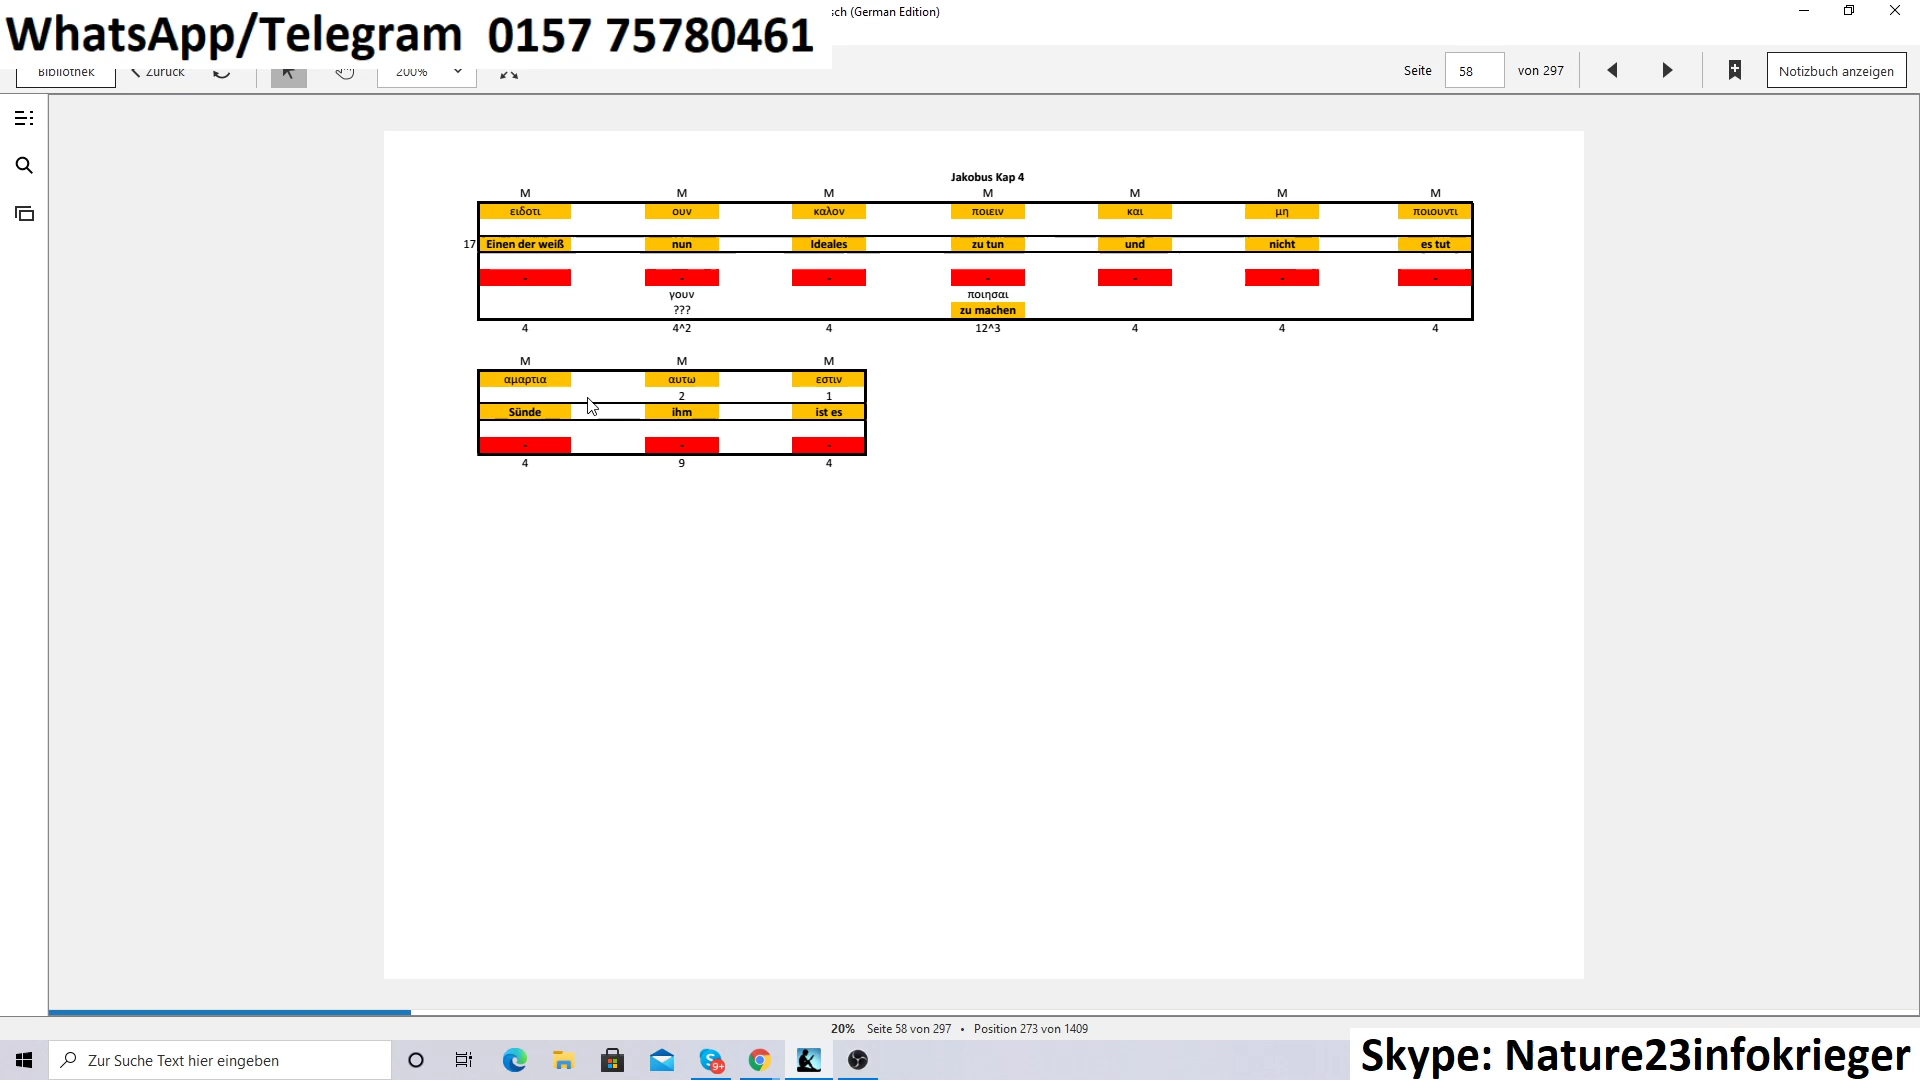 WhatsApp/Telegram 0157 75780461
sch (German Edition)
Bibliothek Zurück 200% Seite 58 von 297 Notizbuch anzeigen
Jakobus Kap 4
M M M M M M M
ειδοτι ουν καλον ποιειν και μη ποιουντι
17 Einen der weiß nun Ideales zu tun und nicht es tut
- - - - - - -
γουν ποιησαι
??? zu machen
4 4^2 4 12^3 4 4 4
M M M
αμαρτια αυτω εστιν
2 1
Sünde ihm ist es
- - -
4 9 4
20% Seite 58 von 297 • Position 273 von 1409
Zur Suche Text hier eingeben
9+
Skype: Nature23infokrieger